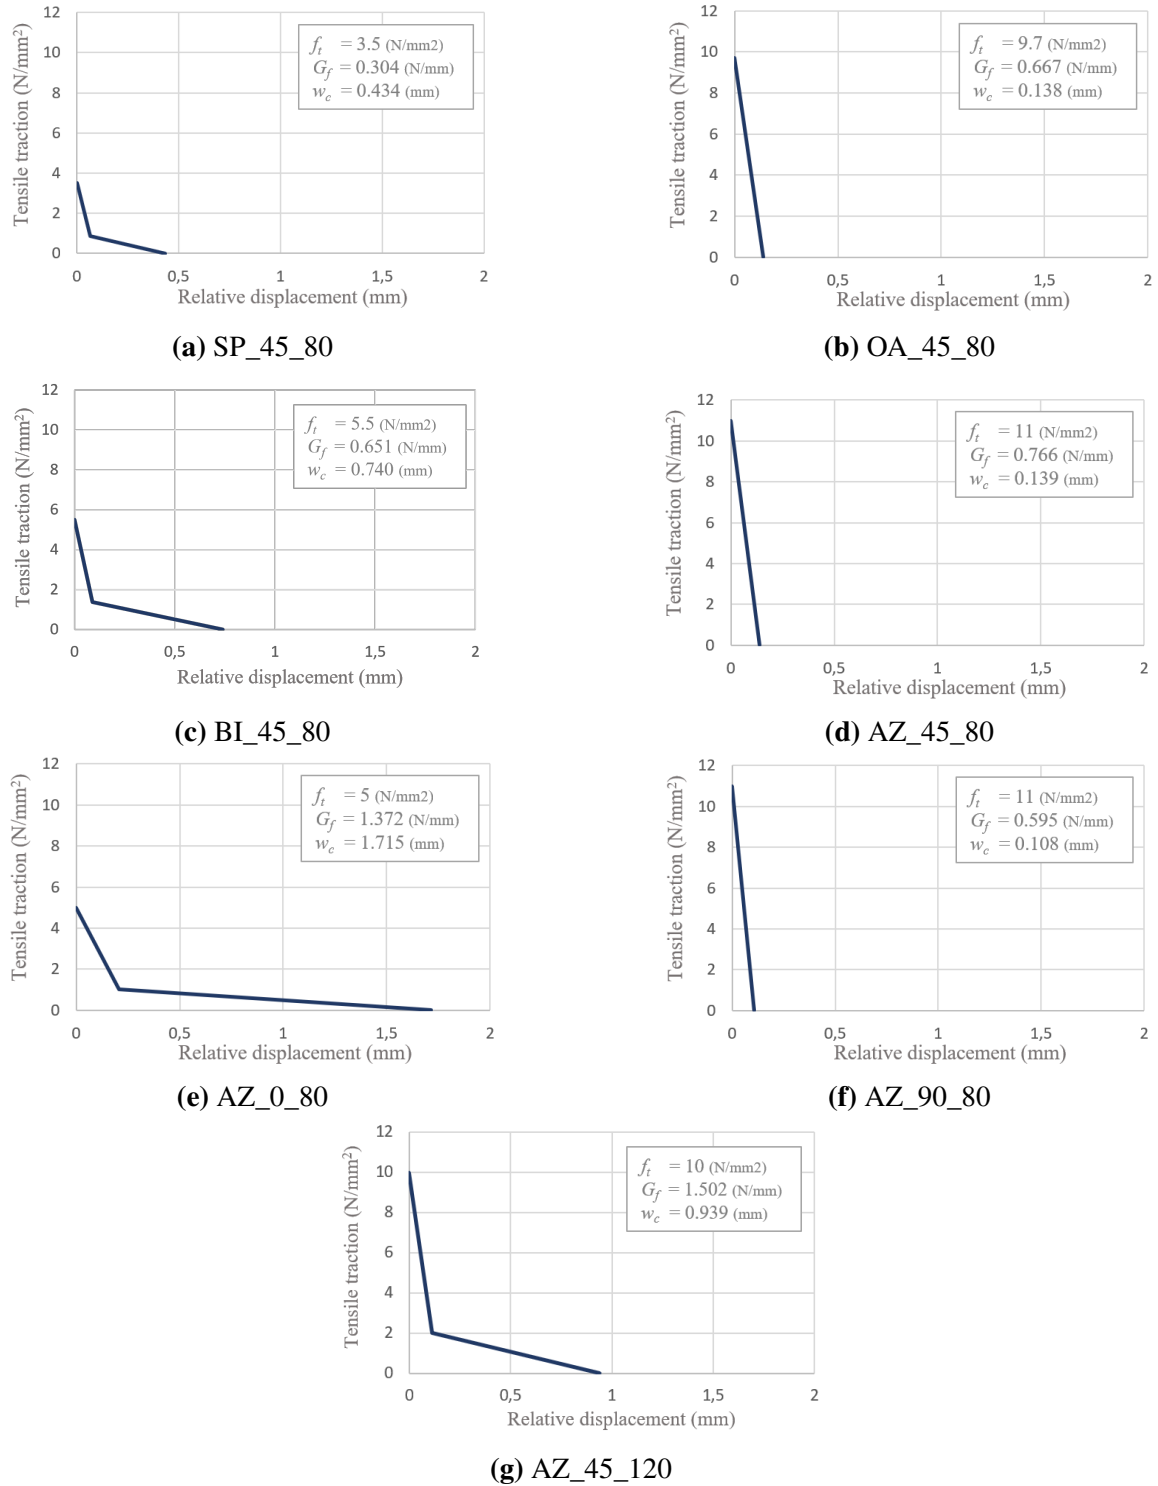 Tensile traction (N/mm²)
12
10
8
6
4
2
0
f_t = 3.5 (N/mm2)
G_f = 0.304 (N/mm)
w_c = 0.434 (mm)
0 0,5 1 1,5 2
Relative displacement (mm)
(a) SP_45_80
Tensile traction (N/mm²)
12
10
8
6
4
2
0
f_t = 9.7 (N/mm2)
G_f = 0.667 (N/mm)
w_c = 0.138 (mm)
0 0,5 1 1,5 2
Relative displacement (mm)
(b) OA_45_80
Tensile traction (N/mm²)
12
10
8
6
4
2
0
f_t = 5.5 (N/mm2)
G_f = 0.651 (N/mm)
w_c = 0.740 (mm)
0 0,5 1 1,5 2
Relative displacement (mm)
(c) BI_45_80
Tensile traction (N/mm²)
12
10
8
6
4
2
0
f_t = 11 (N/mm2)
G_f = 0.766 (N/mm)
w_c = 0.139 (mm)
0 0,5 1 1,5 2
Relative displacement (mm)
(d) AZ_45_80
Tensile traction (N/mm²)
12
10
8
6
4
2
0
f_t = 5 (N/mm2)
G_f = 1.372 (N/mm)
w_c = 1.715 (mm)
0 0,5 1 1,5 2
Relative displacement (mm)
(e) AZ_0_80
Tensile traction (N/mm²)
12
10
8
6
4
2
0
f_t = 11 (N/mm2)
G_f = 0.595 (N/mm)
w_c = 0.108 (mm)
0 0,5 1 1,5 2
Relative displacement (mm)
(f) AZ_90_80
Tensile traction (N/mm²)
12
10
8
6
4
2
0
f_t = 10 (N/mm2)
G_f = 1.502 (N/mm)
w_c = 0.939 (mm)
0 0,5 1 1,5 2
Relative displacement (mm)
(g) AZ_45_120